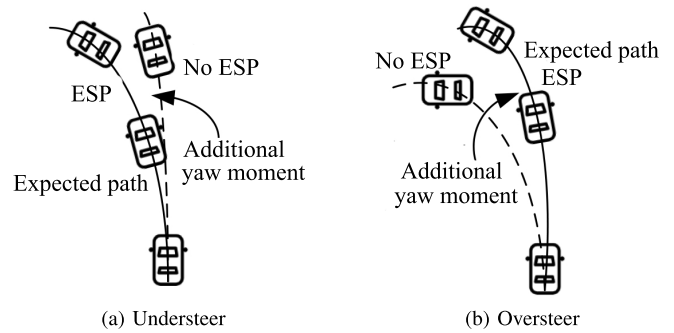 No ESP
ESP
Additional
yaw moment
Expected path
(a) Understeer
Expected path
ESP
No ESP
Additional
yaw moment
(b) Oversteer